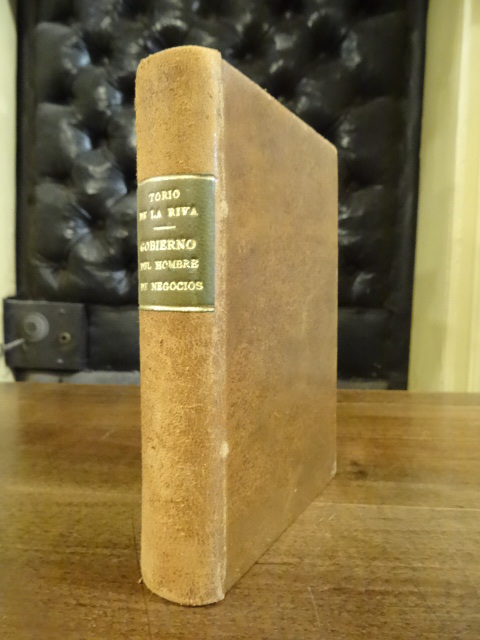 TORIO
DE LA RIVA
GOBIERNO
DEL HOMBRE
DE NEGOCIOS